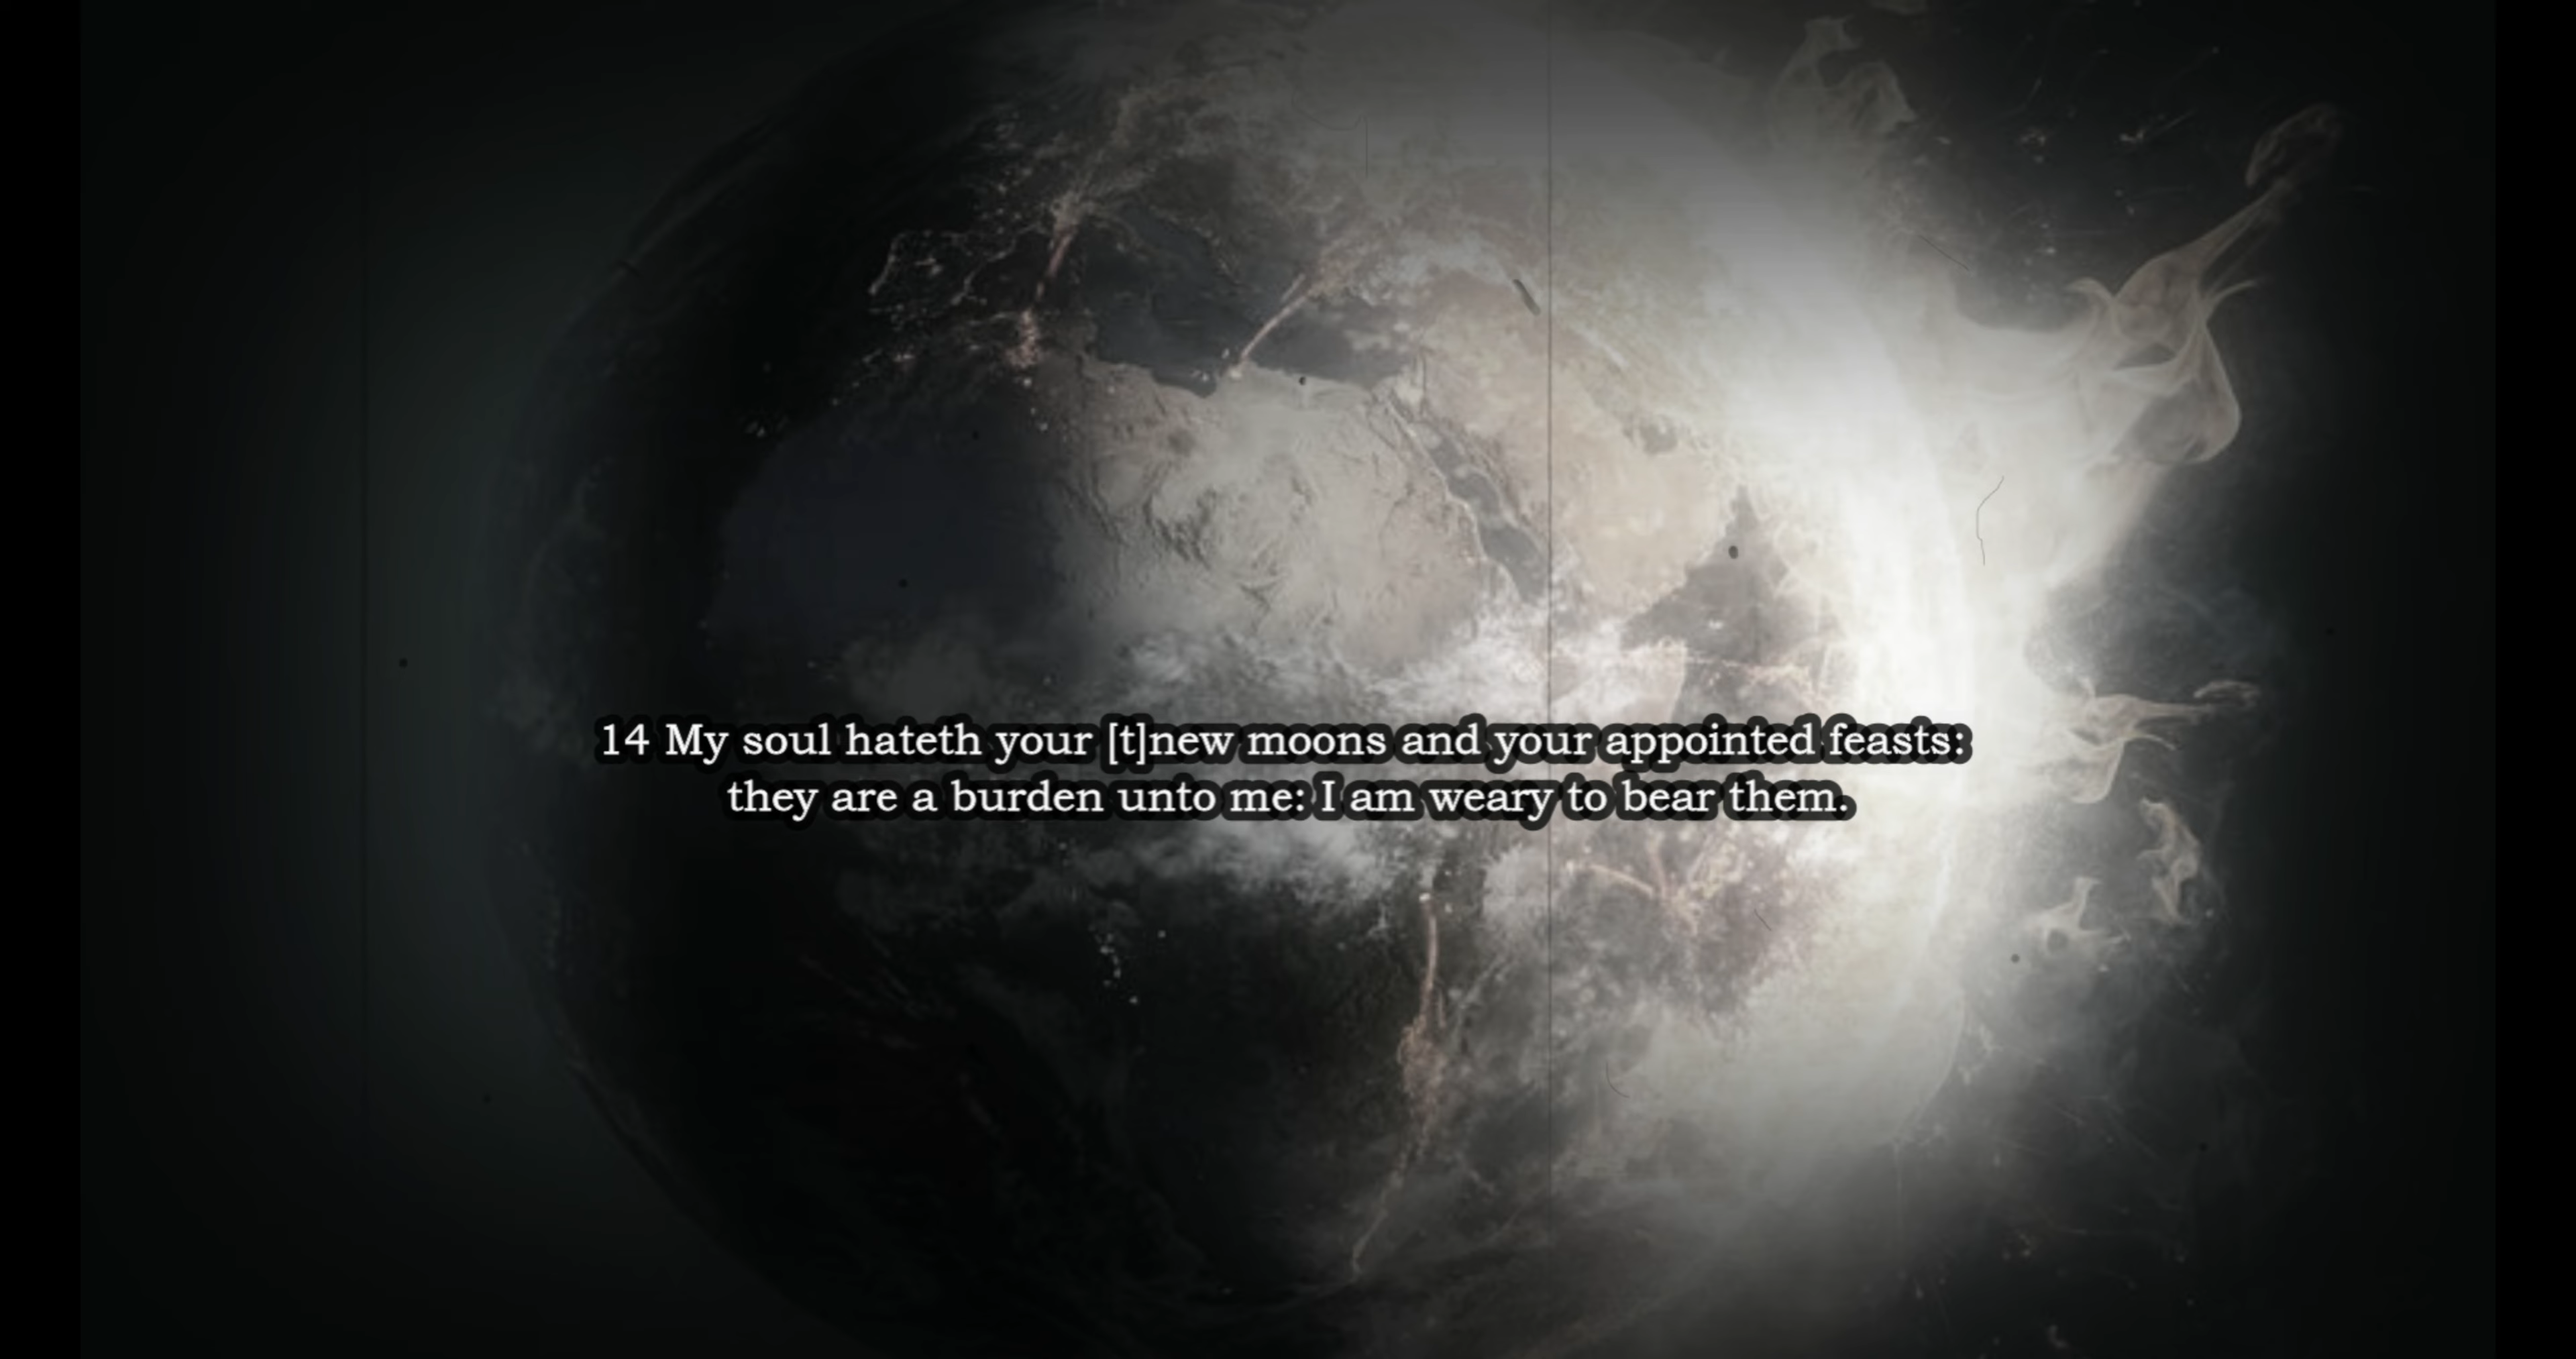 14 My soul hateth your [t]new moons and your appointed feasts:
they are a burden unto me: I am weary to bear them.